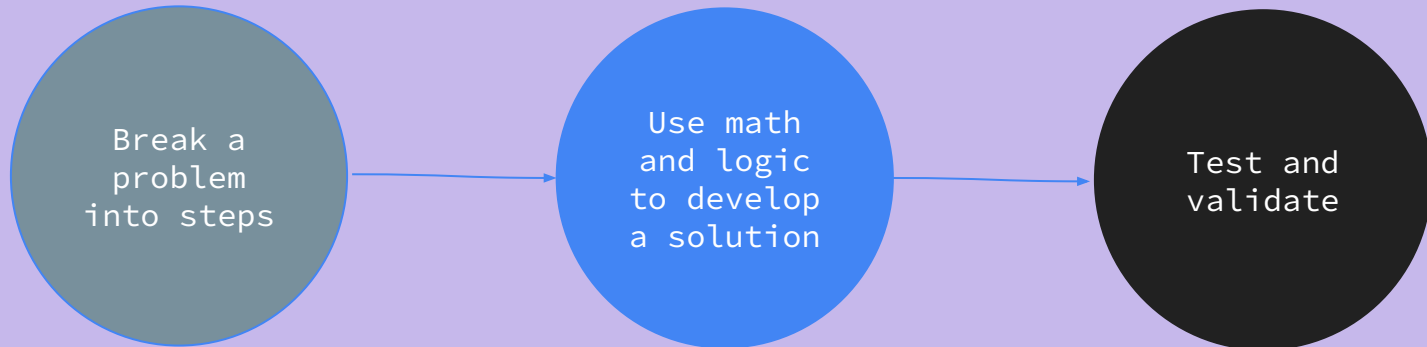 Break a
problem
into steps
Use math
and logic
to develop
a solution
Test and
validate